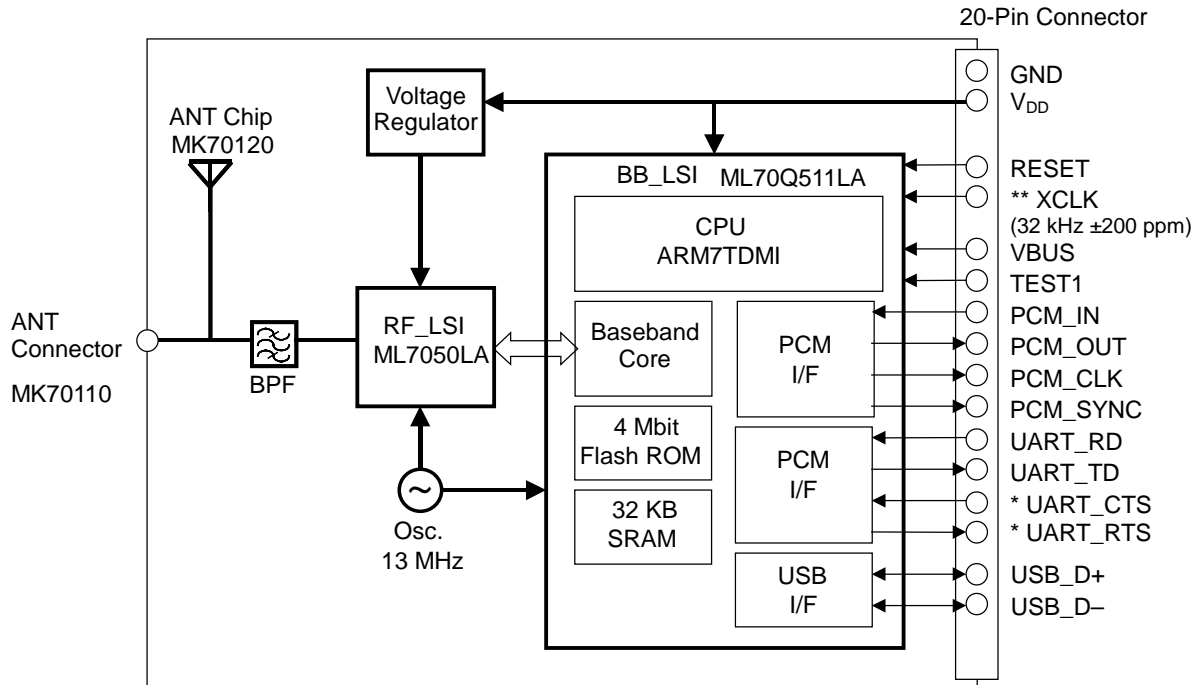 20-Pin Connector
GND
VDD
Voltage
Regulator
ANT Chip
MK70120
BB_LSI ML70Q511LA
RESET
** XCLK
(32 kHz ±200 ppm)
CPU
ARM7TDMI
VBUS
TEST1
ANT
Connector
MK70110
BPF
RF_LSI
ML7050LA
Baseband
Core
PCM
I/F
PCM_IN
PCM_OUT
PCM_CLK
PCM_SYNC
4 Mbit
Flash ROM
PCM
I/F
UART_RD
UART_TD
* UART_CTS
* UART_RTS
~
Osc.
13 MHz
32 KB
SRAM
USB
I/F
USB_D+
USB_D–